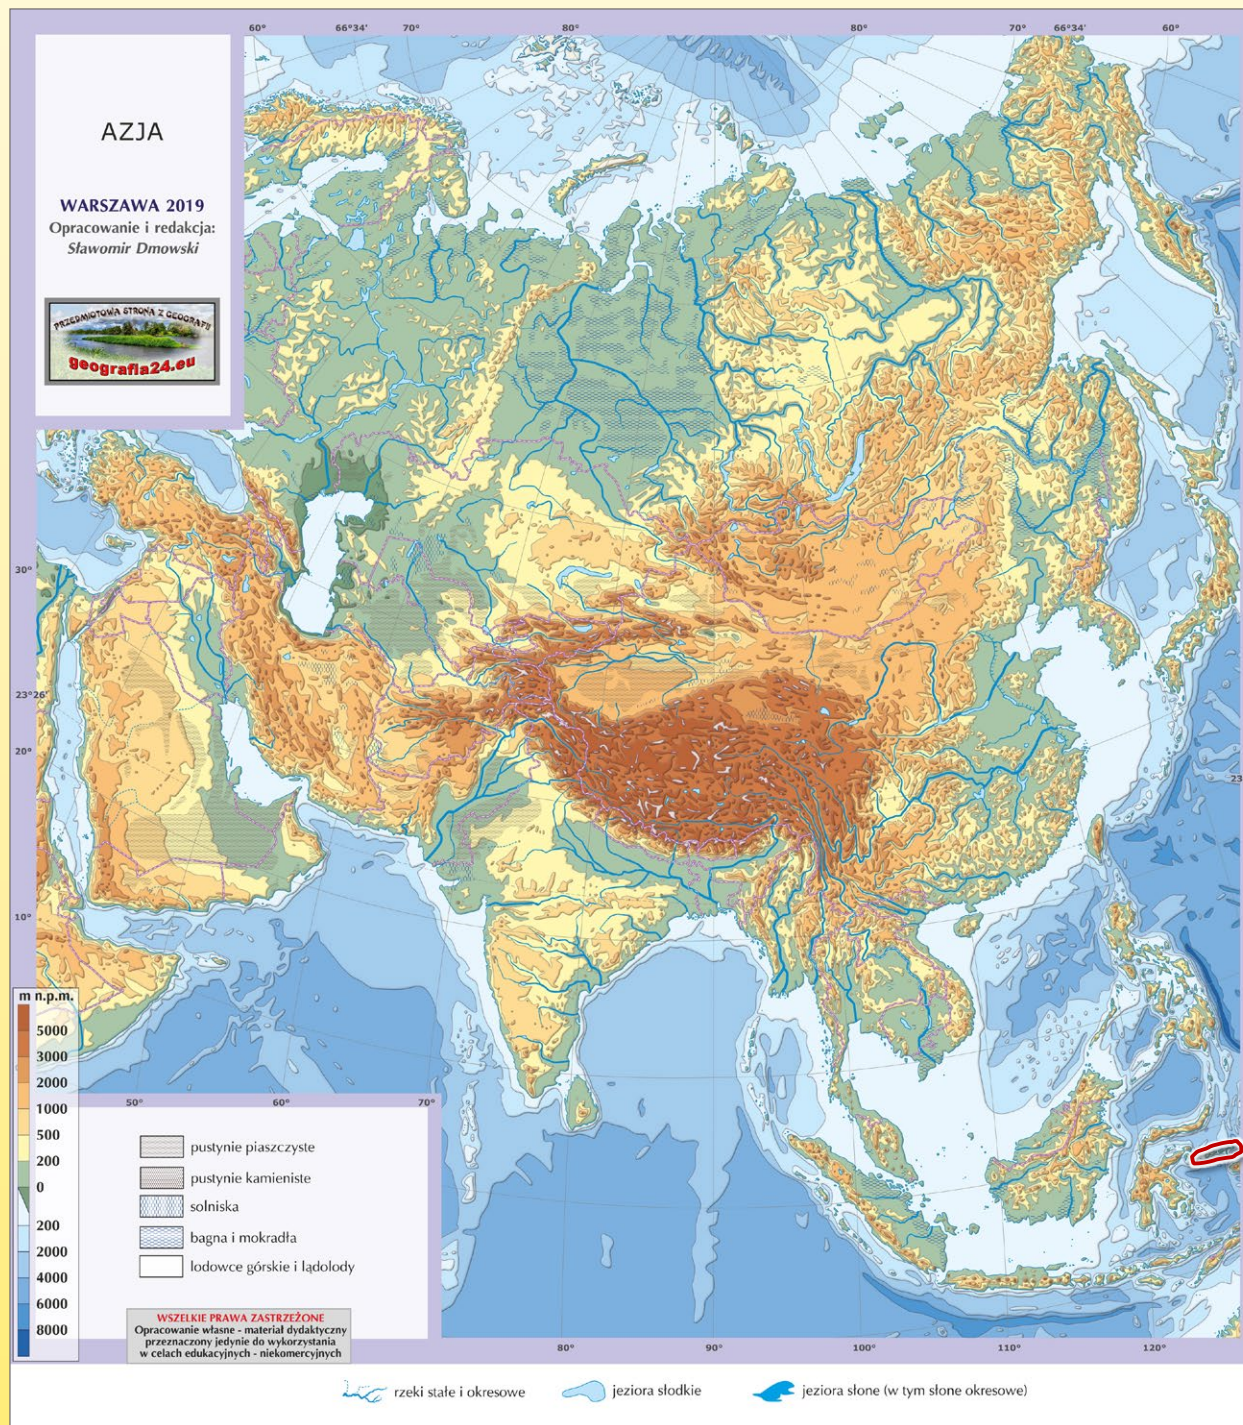 60° 66°34' 70° 80° 80° 70° 66°34' 60°
AZJA
WARSZAWA 2019
Opracowanie i redakcja:
Sławomir Dmowski
PRZEDMIOTOWA STRONA Z GEOGRAFII
geografia24.eu
30°
23°26'
20°
10°
23
m n.p.m.
5000
3000
2000
1000
500
200
0
200
2000
4000
6000
8000
50° 60° 70°
pustynie piaszczyste
pustynie kamieniste
solniska
bagna i mokradła
lodowce górskie i lądolody
WSZELKIE PRAWA ZASTRZEŻONE
Opracowanie własne - materiał dydaktyczny
przeznaczony jedynie do wykorzystania
w celach edukacyjnych - niekomercyjnych
80° 90° 100° 110° 120°
rzeki stałe i okresowe
jeziora słodkie
jeziora słone (w tym słone okresowe)